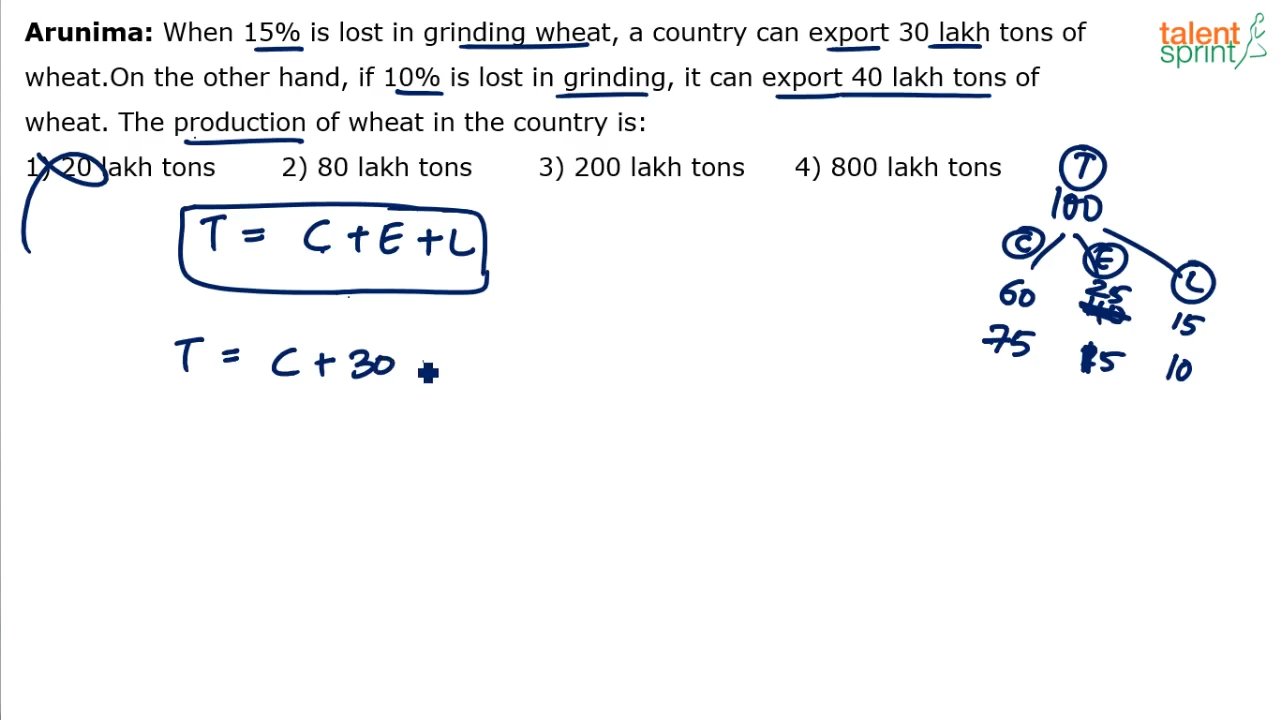 Arunima: When 15% is lost in grinding wheat, a country can export 30 lakh tons of
talent
sprint
wheat.On the other hand, if 10% is lost in grinding, it can export 40 lakh tons of
wheat. The production of wheat in the country is:
1) 20 lakh tons 2) 80 lakh tons 3) 200 lakh tons 4) 800 lakh tons
T
100
T = C + E + L
C E L
60 25 15
40
75 15 10
T = C + 30 +